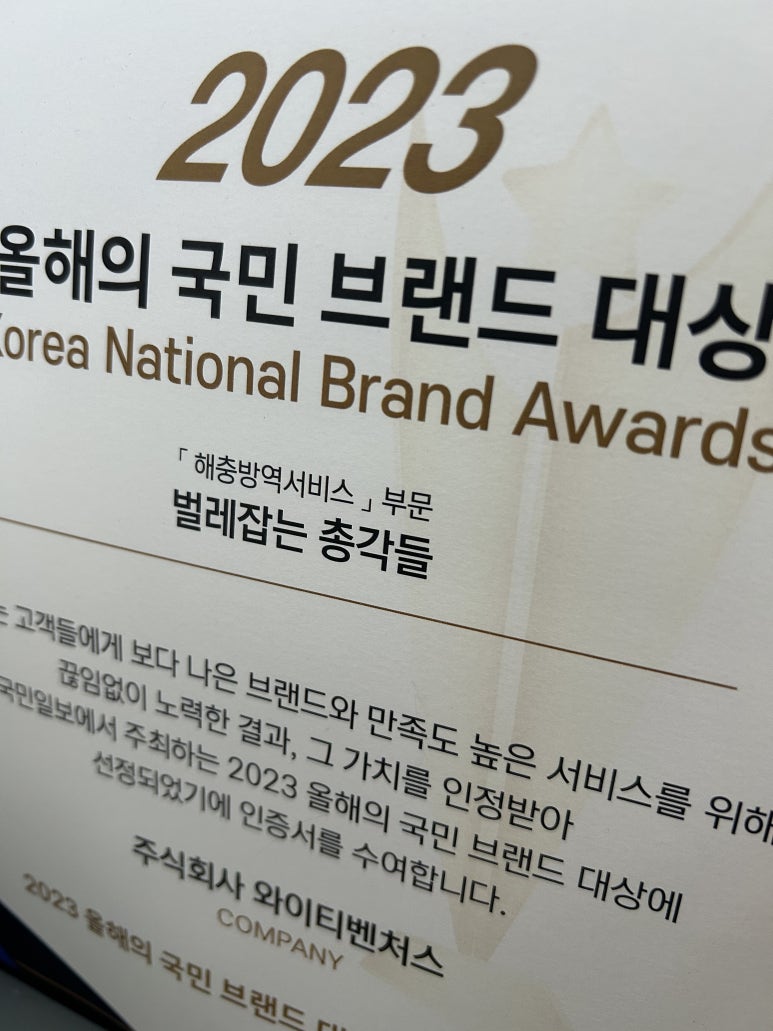 2023
올해의 국민 브랜드 대상
Korea National Brand Awards
「 해충방역서비스 」 부문
벌레잡는 총각들
는 고객들에게 보다 나은 브랜드와 만족도 높은 서비스를 위해
끊임없이 노력한 결과, 그 가치를 인정받아
국민일보에서 주최하는 2023 올해의 국민 브랜드 대상에
선정되었기에 인증서를 수여합니다.
주식회사 와이티벤처스
COMPANY
2023 올해의 국민 브랜드